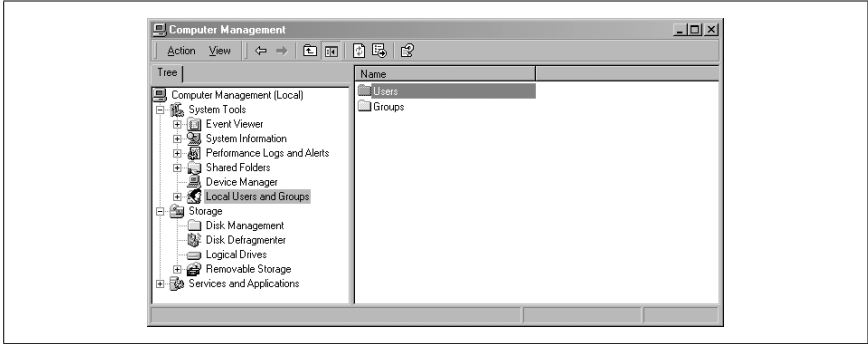 Computer Management
Action View
Tree
Name
Computer Management (Local)
System Tools
Event Viewer
System Information
Performance Logs and Alerts
Shared Folders
Device Manager
Local Users and Groups
Storage
Disk Management
Disk Defragmenter
Logical Drives
Removable Storage
Services and Applications
Users
Groups